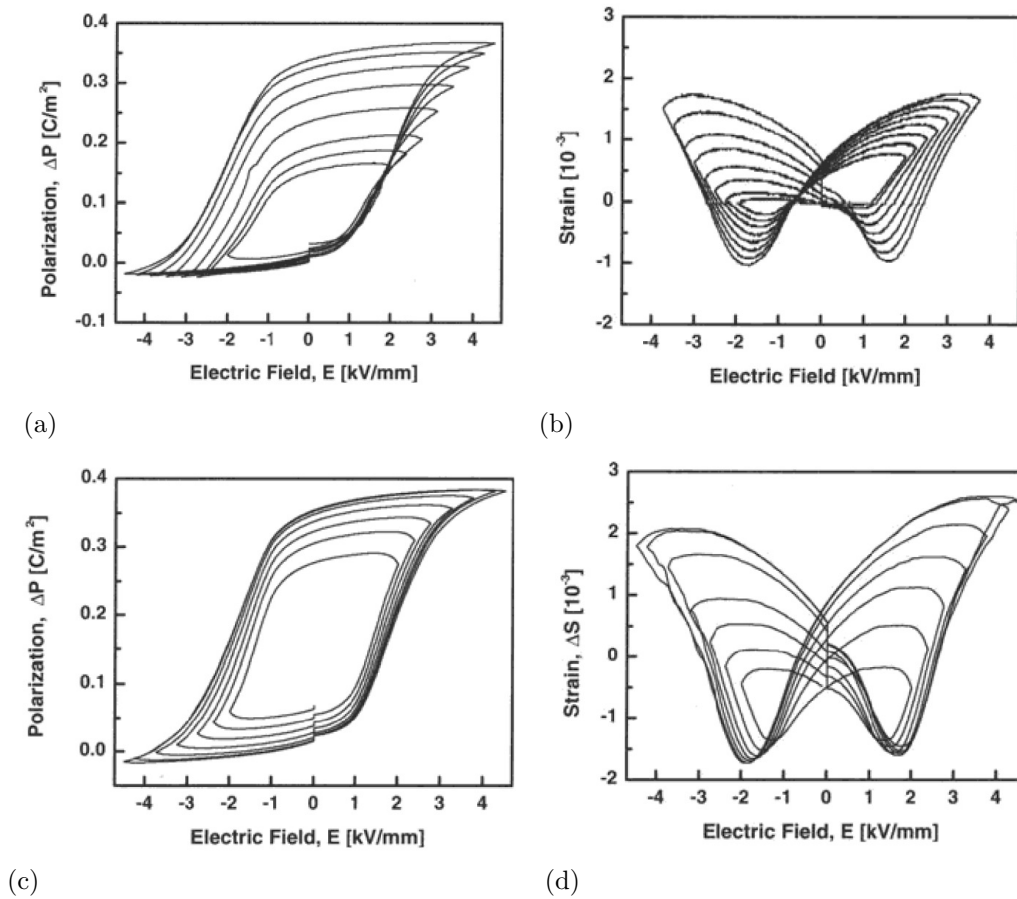 0.4
0.3
0.2
0.1
0.0
-0.1
Polarization, ΔP [C/m²]
-4 -3 -2 -1 0 1 2 3 4
Electric Field, E [kV/mm]
(a)
3
2
1
0
-1
-2
Strain [10⁻³]
-4 -3 -2 -1 0 1 2 3 4
Electric Field [kV/mm]
(b)
0.4
0.3
0.2
0.1
0.0
Polarization, ΔP [C/m²]
-4 -3 -2 -1 0 1 2 3 4
Electric Field, E [kV/mm]
(c)
3
2
1
0
-1
-2
Strain, ΔS [10⁻³]
-4 -3 -2 -1 0 1 2 3 4
Electric Field, E [kV/mm]
(d)